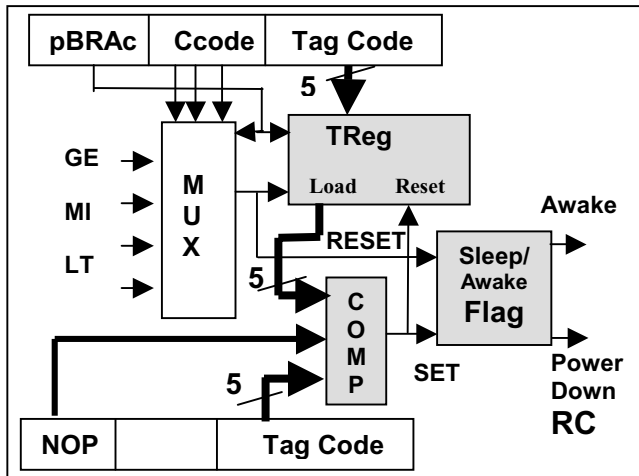 pBRAc Ccode Tag Code
5
TReg
Load Reset
GE
MI
LT
M
U
X
RESET
5
C
O
M
P
Sleep/
Awake
Flag
Awake
SET
Power
Down
RC
5
NOP Tag Code